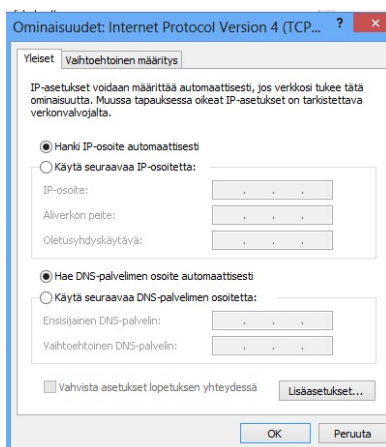 Ominaisuudet: Internet Protocol Version 4 (TCP...
?
x
Yleiset
Vaihtoehtoinen määritys
IP-asetukset voidaan määrittää automaattisesti, jos verkkosi tukee tätä
ominaisuutta. Muussa tapauksessa oikeat IP-asetukset on tarkistettava
verkonvalvojalta.
Hanki IP-osoite automaattisesti
Käytä seuraavaa IP-osoitetta:
IP-osoite:
Aliverkon peite:
Oletusyhdyskäytävä:
Hae DNS-palvelimen osoite automaattisesti
Käytä seuraavaa DNS-palvelimen osoitetta:
Ensisijainen DNS-palvelin:
Vaihtoehtoinen DNS-palvelin:
Vahvista asetukset lopetuksen yhteydessä
Lisäasetukset...
OK
Peruuta